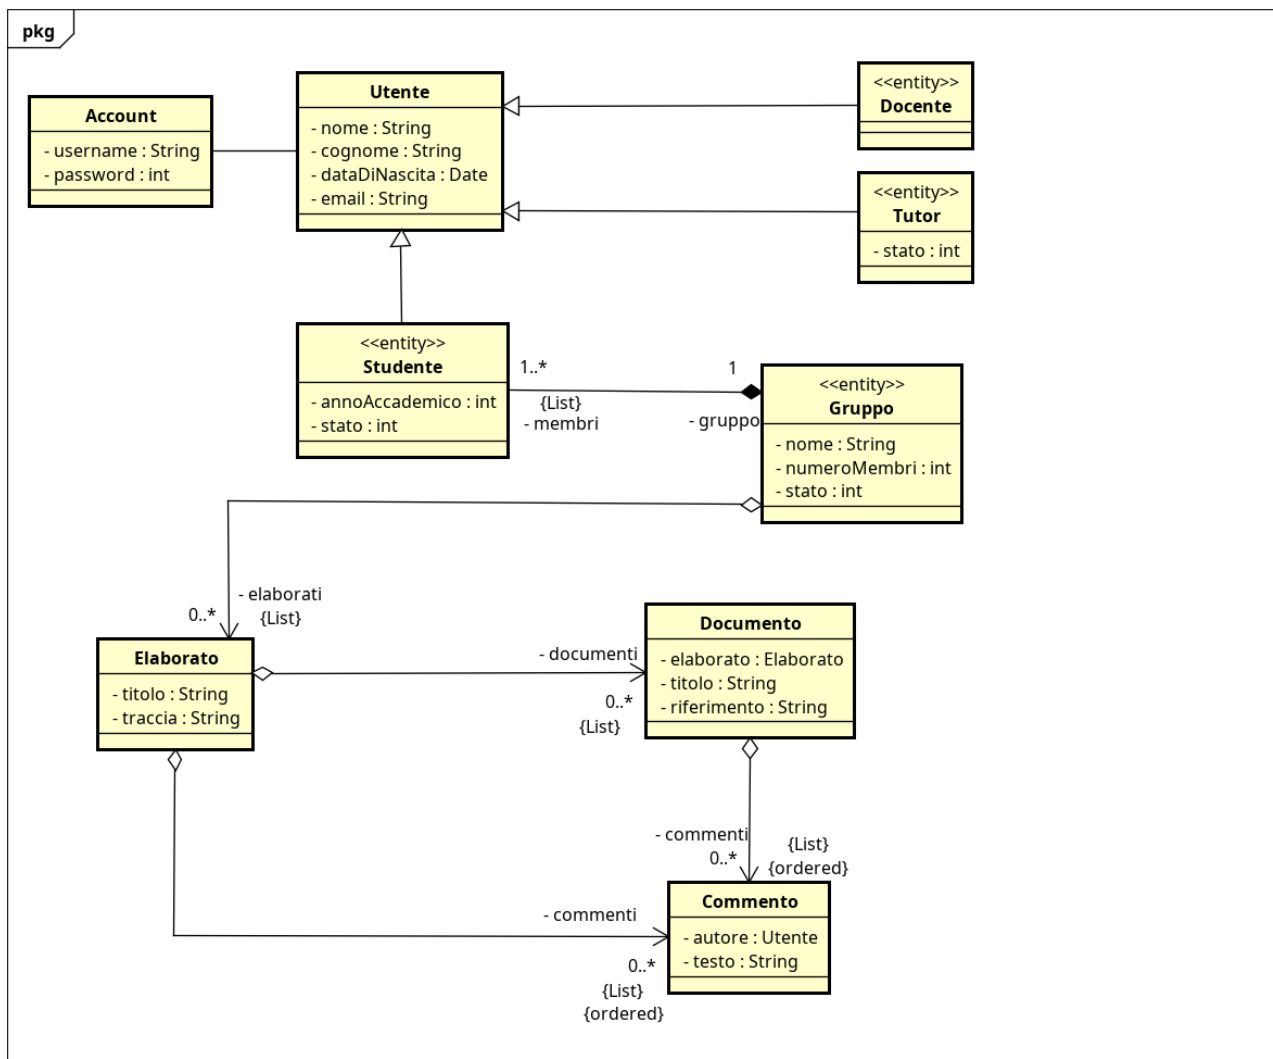 pkg
Account
- username : String
- password : int
Utente
- nome : String
- cognome : String
- dataDiNascita : Date
- email : String
<<entity>>
Docente
<<entity>>
Tutor
- stato : int
<<entity>>
Studente
- annoAccademico : int
- stato : int
1..*
{List}
- membri
1
- gruppo
<<entity>>
Gruppo
- nome : String
- numeroMembri : int
- stato : int
- elaborati
0..*
{List}
Elaborato
- titolo : String
- traccia : String
- documenti
0..*
{List}
Documento
- elaborato : Elaborato
- titolo : String
- riferimento : String
- commenti
0..*
{List}
{ordered}
Commento
- autore : Utente
- testo : String
- commenti
0..*
{List}
{ordered}